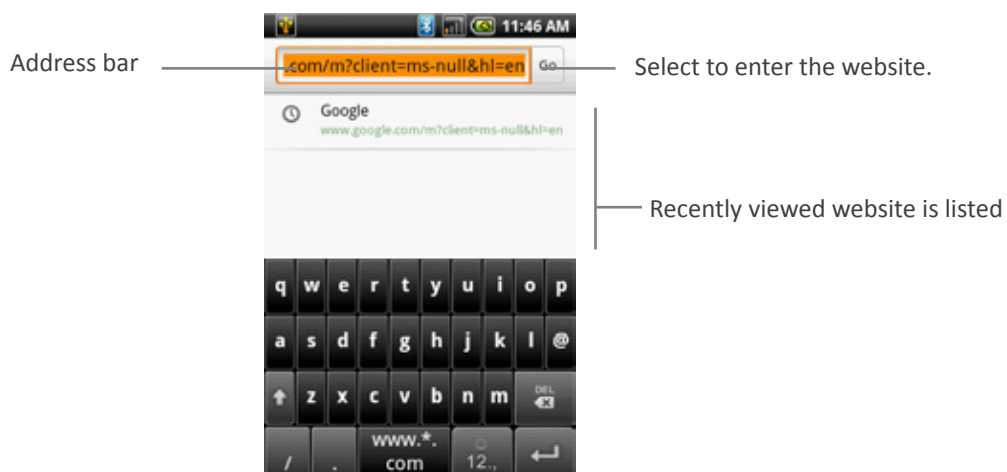 11:46 AM
Address bar
.com/m?client=ms-null&hl=en Go
Select to enter the website.
Google
www.google.com/m?client=ms-null&hl=en
Recently viewed website is listed
q w e r t y u i o p
a s d f g h j k l @
z x c v b n m DEL
/ . www.*.com 12.,